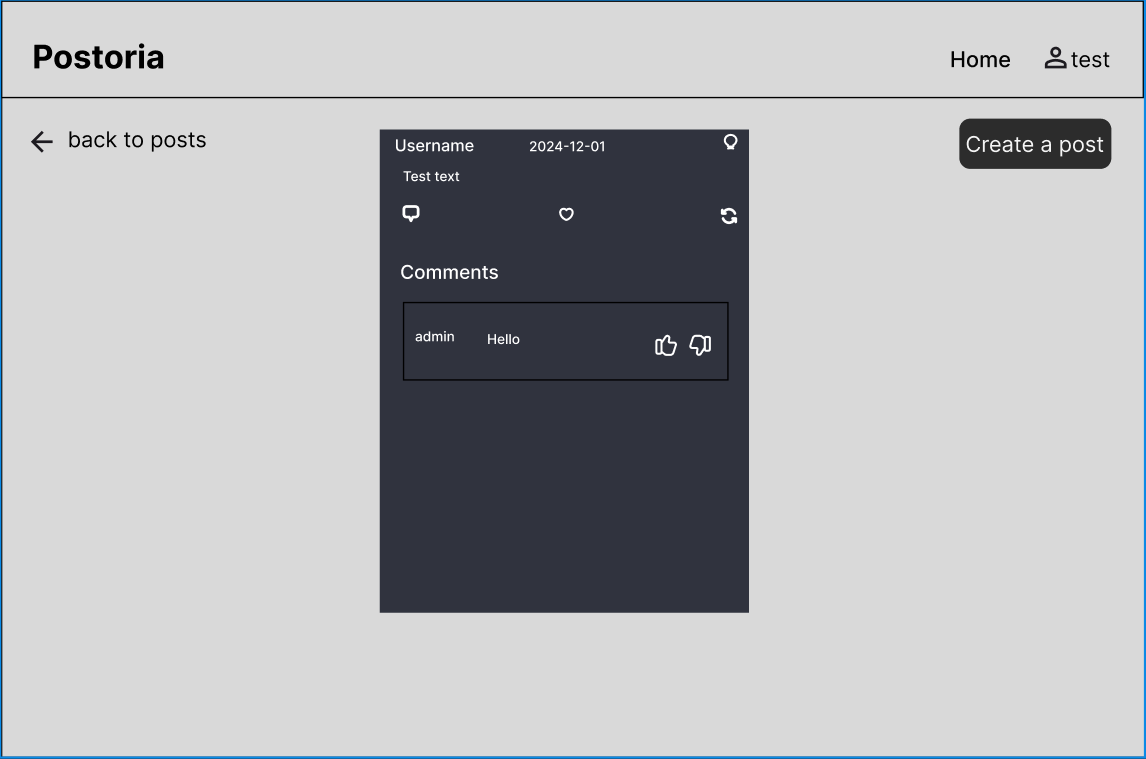 Postoria
Home
test
back to posts
Create a post
Username
2024-12-01
Test text
Comments
admin
Hello